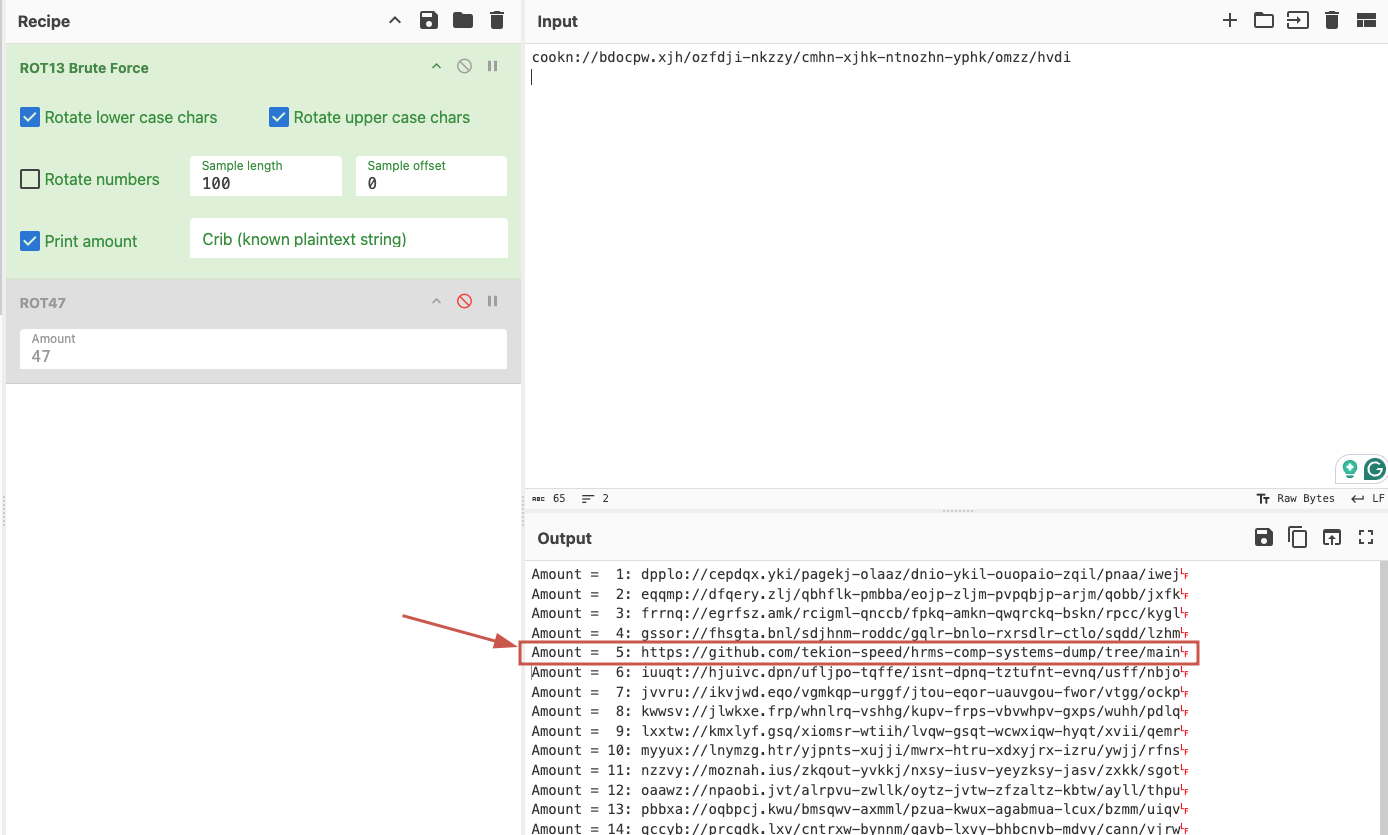 Recipe
ROT13 Brute Force
Rotate lower case chars
Rotate upper case chars
Rotate numbers
Sample length
100
Sample offset
0
Print amount
Crib (known plaintext string)
ROT47
Amount
47
Input
cookn://bdocpw.xjh/ozfdji-nkzzy/cmhn-xjhk-ntnozhn-yphk/omzz/hvdi
ABC 65 2
Tт Raw Bytes LF
Output
Amount =  1: dpplo://cepdqx.yki/pagekj-olaaz/dnio-ykil-ouopaio-zqil/pnaa/iwej
Amount =  2: eqqmp://dfqery.zlj/qbhflk-pmbba/eojp-zljm-pvpqbjp-arjm/qobb/jxfk
Amount =  3: frrnq://egrfsz.amk/rcigml-qnccb/fpkq-amkn-qwqrckq-bskn/rpcc/kygl
Amount =  4: gssor://fhsgta.bnl/sdjhnm-roddc/gqlr-bnlo-rxrsdlr-ctlo/sqdd/lzhm
Amount =  5: https://github.com/tekion-speed/hrms-comp-systems-dump/tree/main
Amount =  6: iuuqt://hjuivc.dpn/ufljpo-tqffe/isnt-dpnq-tztufnt-evnq/usff/nbjo
Amount =  7: jvvru://ikvjwd.eqo/vgmkqp-urggf/jtou-eqor-uauvgou-fwor/vtgg/ockp
Amount =  8: kwwsv://jlwkxe.frp/whnlrq-vshhg/kupv-frps-vbvwhpv-gxps/wuhh/pdlq
Amount =  9: lxxtw://kmxlyf.gsq/xiomsr-wtiih/lvqw-gsqt-wcwxiqw-hyqt/xvii/qemr
Amount = 10: myyux://lnymzg.htr/yjpnts-xujji/mwrx-htru-xdxyjrx-izru/ywjj/rfns
Amount = 11: nzzvy://moznah.ius/zkqout-yvkkj/nxsy-iusv-yeyzksy-jasv/zxkk/sgot
Amount = 12: oaawz://npaobi.jvt/alrpvu-zwllk/oytz-jvtw-zfzaltz-kbtw/ayll/thpu
Amount = 13: pbbxa://oqbpcj.kwu/bmsqwv-axmml/pzua-kwux-agabmua-lcux/bzmm/uiqv
Amount = 14: qccyb://prcqdk.lxv/cntrxw-bynnm/qavb-lxvy-bhbcnvb-mdvy/cann/vjrw